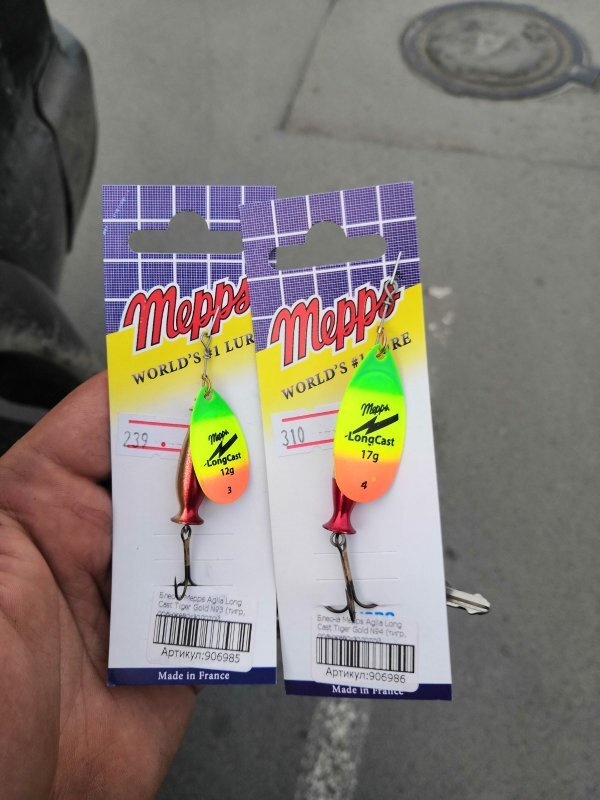 Mepps
WORLD'S #1 LUR
239
Mepps
LongCast
12g
3
Блесна Mepps Aglia Long
Cast Tiger Gold №3 (тигр,
Артикул:906985
Made in France
Mepps
WORLD'S #1 LURE
310
Mepps
LongCast
17g
4
Блесна Mepps Aglia Long
Cast Tiger Gold №4 (тигр,
Артикул:906986
Made in France